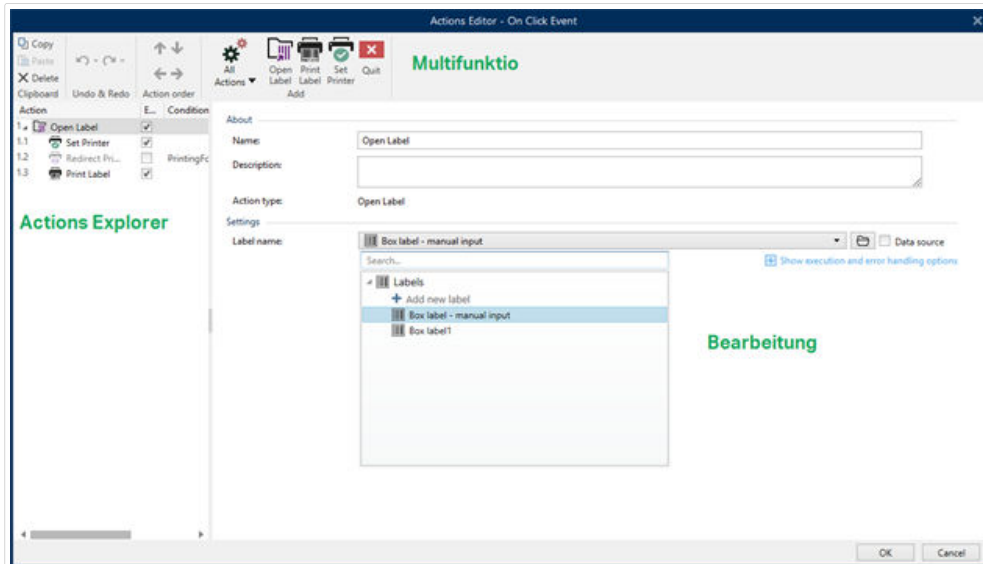 Actions Editor - On Click Event
Copy
Paste
Delete
Clipboard
Undo & Redo
Action order
All Actions
Open Label
Print Label
Set Printer
Quit
Add
Multifunktio
Action E... Condition
1 Open Label
1.1 Set Printer
1.2 Redirect Pri... PrintingFo
1.3 Print Label
Actions Explorer
About
Name: Open Label
Description:
Action type: Open Label
Settings
Label name: Box label - manual input Data source
Search...
Show execution and error handling options
Labels
Add new label
Box label - manual input
Box label1
Bearbeitung
OK Cancel